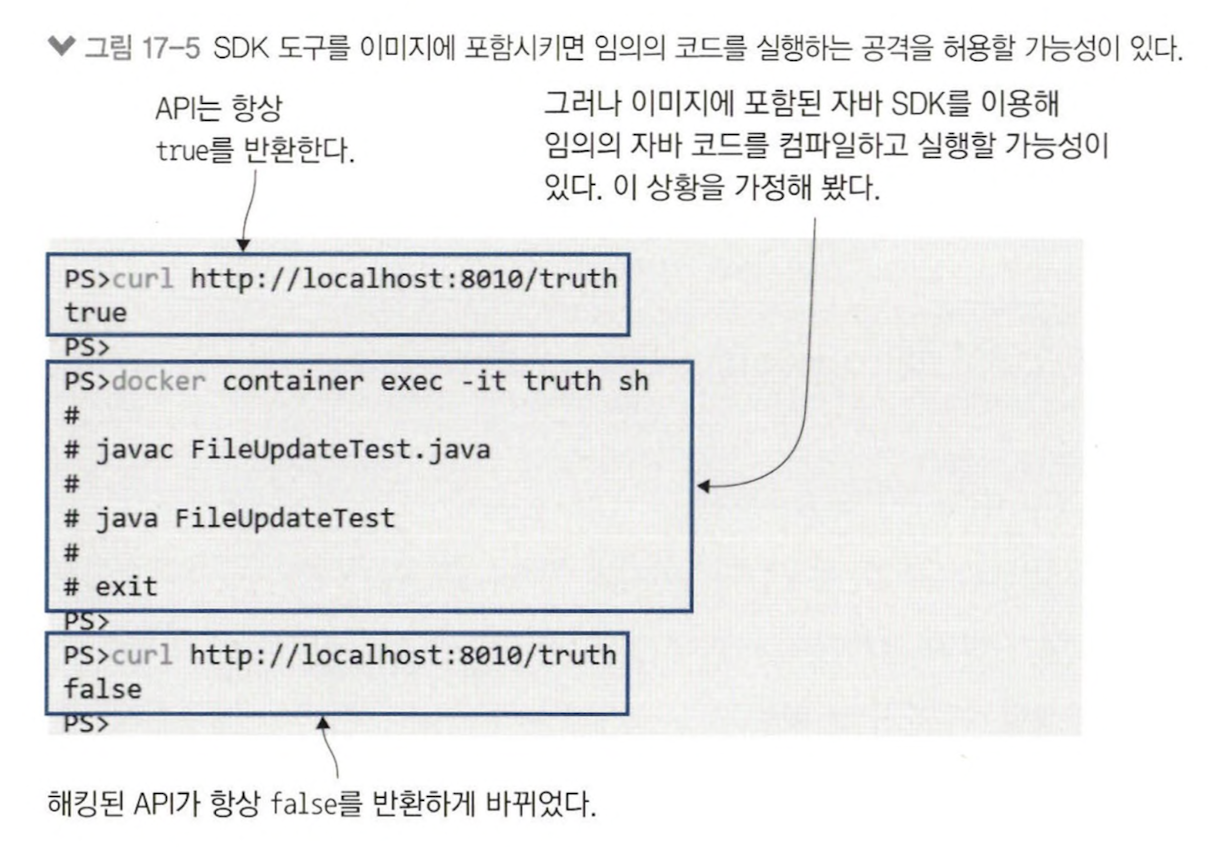 그림 17-5 SDK 도구를 이미지에 포함시키면 임의의 코드를 실행하는 공격을 허용할 가능성이 있다.
API는 항상
true를 반환한다.
그러나 이미지에 포함된 자바 SDK를 이용해
임의의 자바 코드를 컴파일하고 실행할 가능성이
있다. 이 상황을 가정해 봤다.
PS>curl http://localhost:8010/truth
true
PS>
PS>docker container exec -it truth sh
#
# javac FileUpdateTest.java
#
# java FileUpdateTest
#
# exit
PS>
PS>curl http://localhost:8010/truth
false
PS>
해킹된 API가 항상 false를 반환하게 바뀌었다.